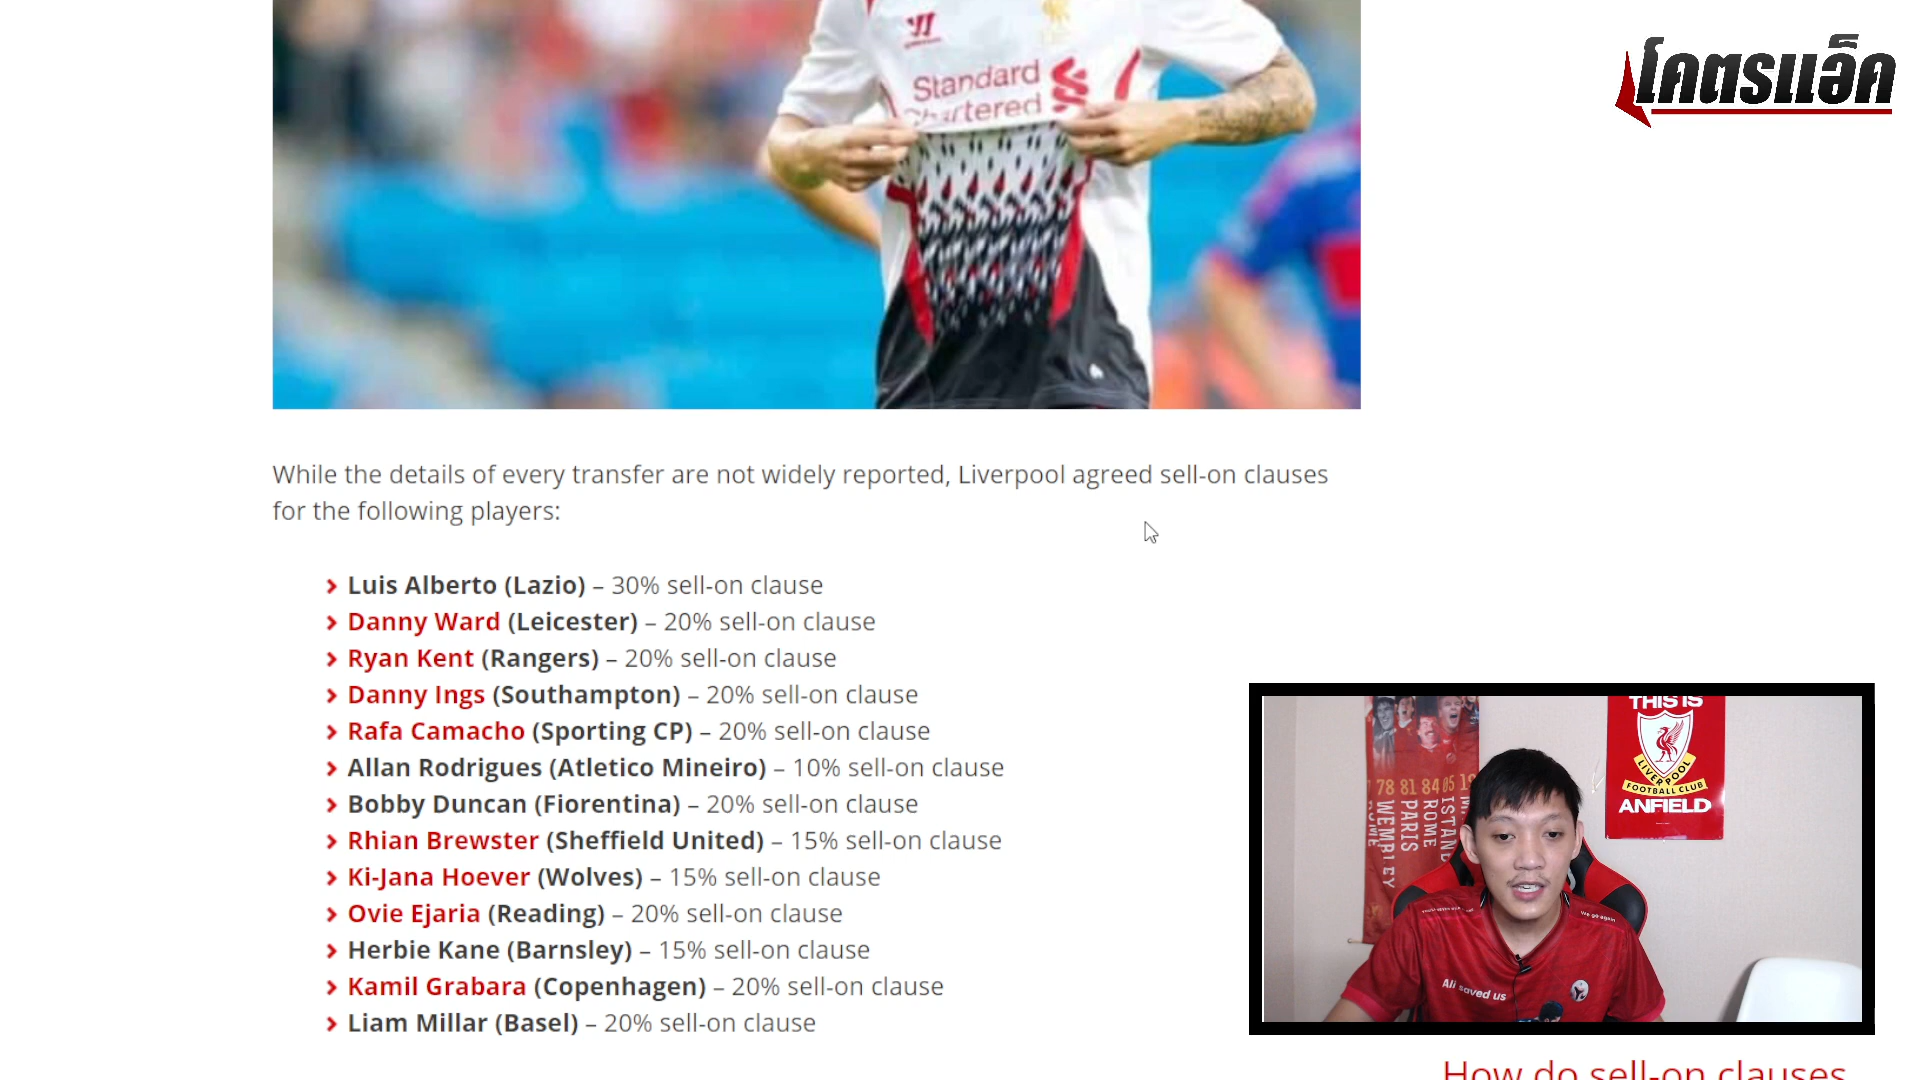 โคตรแอ็ค
Standard
Chartered
While the details of every transfer are not widely reported, Liverpool agreed sell-on clauses
for the following players:
Luis Alberto (Lazio) – 30% sell-on clause
Danny Ward (Leicester) – 20% sell-on clause
Ryan Kent (Rangers) – 20% sell-on clause
Danny Ings (Southampton) – 20% sell-on clause
Rafa Camacho (Sporting CP) – 20% sell-on clause
Allan Rodrigues (Atletico Mineiro) – 10% sell-on clause
Bobby Duncan (Fiorentina) – 20% sell-on clause
Rhian Brewster (Sheffield United) – 15% sell-on clause
Ki-Jana Hoever (Wolves) – 15% sell-on clause
Ovie Ejaria (Reading) – 20% sell-on clause
Herbie Kane (Barnsley) – 15% sell-on clause
Kamil Grabara (Copenhagen) – 20% sell-on clause
Liam Millar (Basel) – 20% sell-on clause
THIS IS
LIVERPOOL
FOOTBALL CLUB
ANFIELD
78 81 84 05 19
WEMBLEY
PARIS
ROME
ISTAN
We go again
Ali saved us
How do sell-on clauses